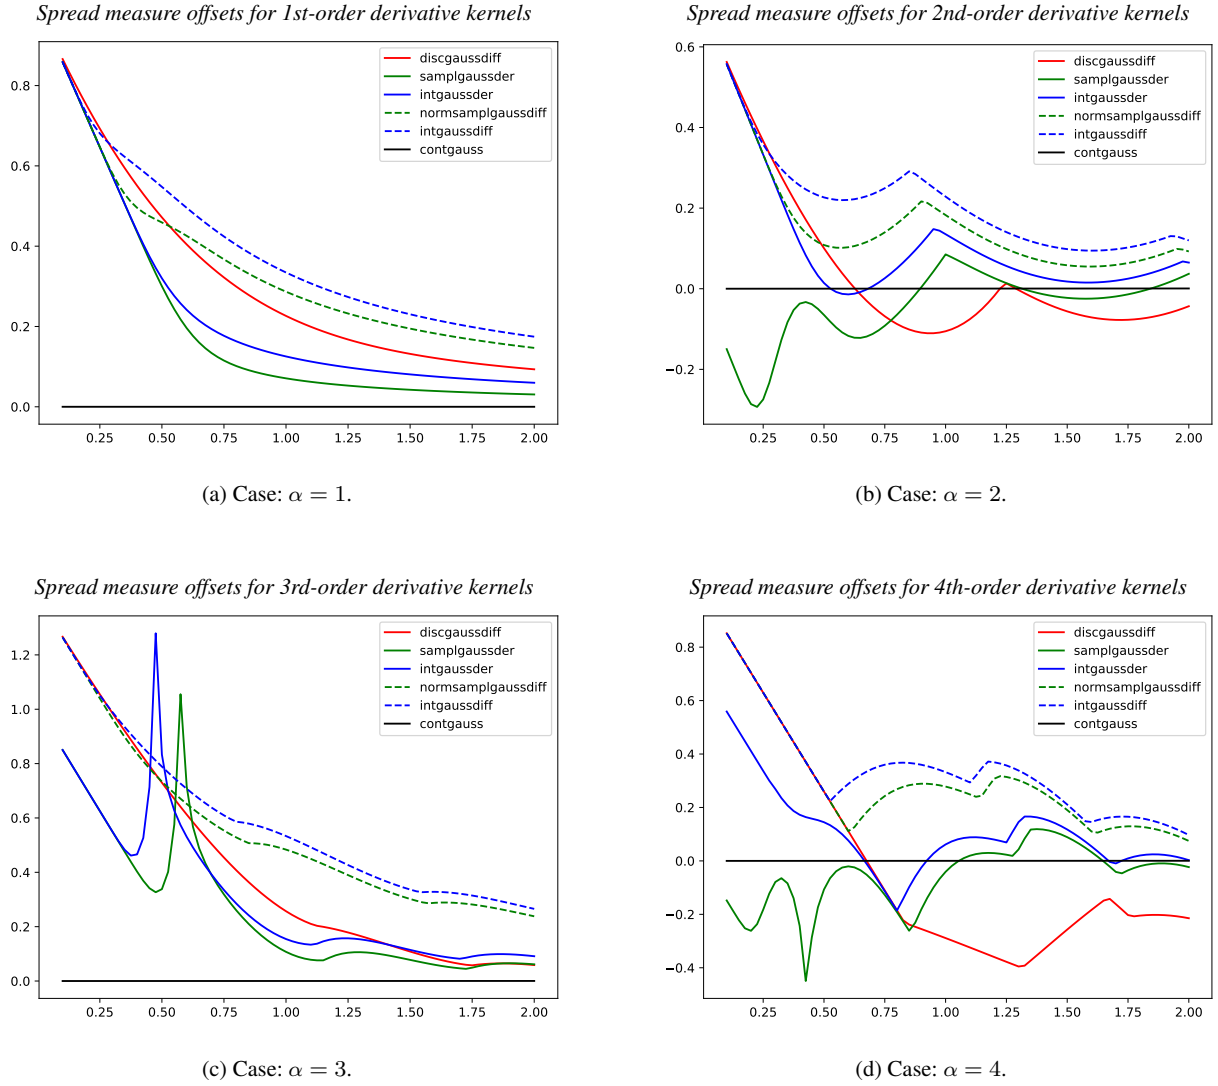 Spread measure offsets for 1st-order derivative kernels
0.8
0.6
0.4
0.2
0.0
0.25 0.50 0.75 1.00 1.25 1.50 1.75 2.00
discgaussdiff
samplgaussder
intgaussder
normsamplgaussdiff
intgaussdiff
contgauss
(a) Case: α = 1.
Spread measure offsets for 2nd-order derivative kernels
0.6
0.4
0.2
0.0
−0.2
0.25 0.50 0.75 1.00 1.25 1.50 1.75 2.00
discgaussdiff
samplgaussder
intgaussder
normsamplgaussdiff
intgaussdiff
contgauss
(b) Case: α = 2.
Spread measure offsets for 3rd-order derivative kernels
1.2
1.0
0.8
0.6
0.4
0.2
0.0
0.25 0.50 0.75 1.00 1.25 1.50 1.75 2.00
discgaussdiff
samplgaussder
intgaussder
normsamplgaussdiff
intgaussdiff
contgauss
(c) Case: α = 3.
Spread measure offsets for 4th-order derivative kernels
0.8
0.6
0.4
0.2
0.0
−0.2
−0.4
0.25 0.50 0.75 1.00 1.25 1.50 1.75 2.00
discgaussdiff
samplgaussder
intgaussder
normsamplgaussdiff
intgaussdiff
contgauss
(d) Case: α = 4.